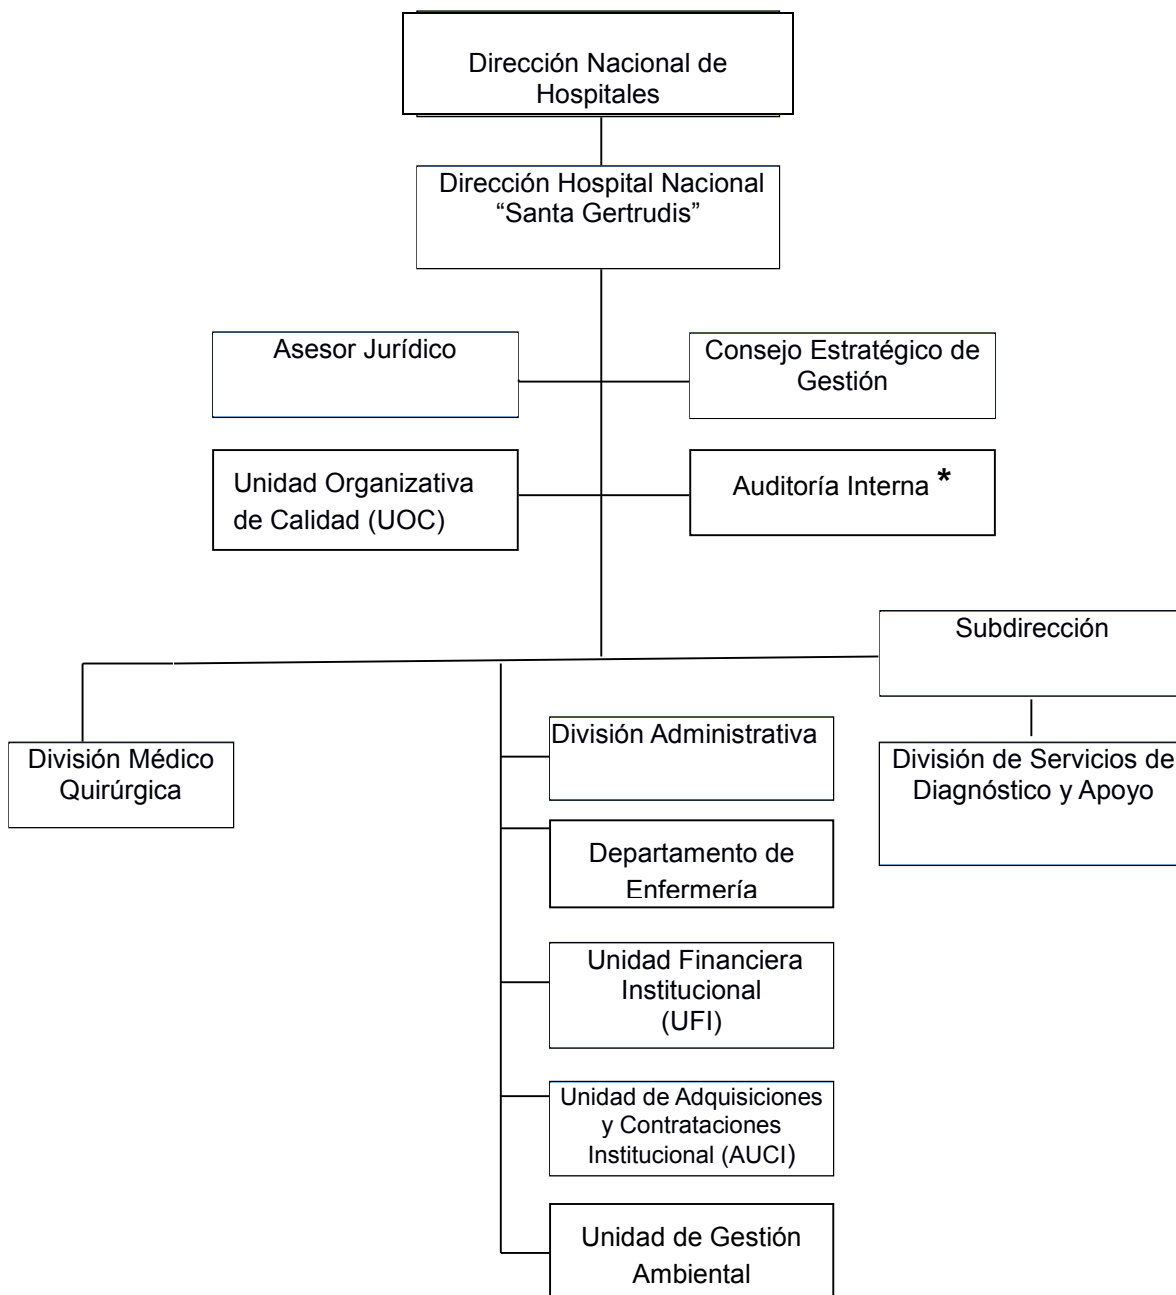 Dirección Nacional de
Hospitales
Dirección Hospital Nacional
“Santa Gertrudis”
Asesor Jurídico
Consejo Estratégico de
Gestión
Unidad Organizativa
de Calidad (UOC)
Auditoría Interna *
Subdirección
División Médico
Quirúrgica
División Administrativa
División de Servicios de
Diagnóstico y Apoyo
Departamento de
Enfermería
Unidad Financiera
Institucional
(UFI)
Unidad de Adquisiciones
y Contrataciones
Institucional (AUCI)
Unidad de Gestión
Ambiental